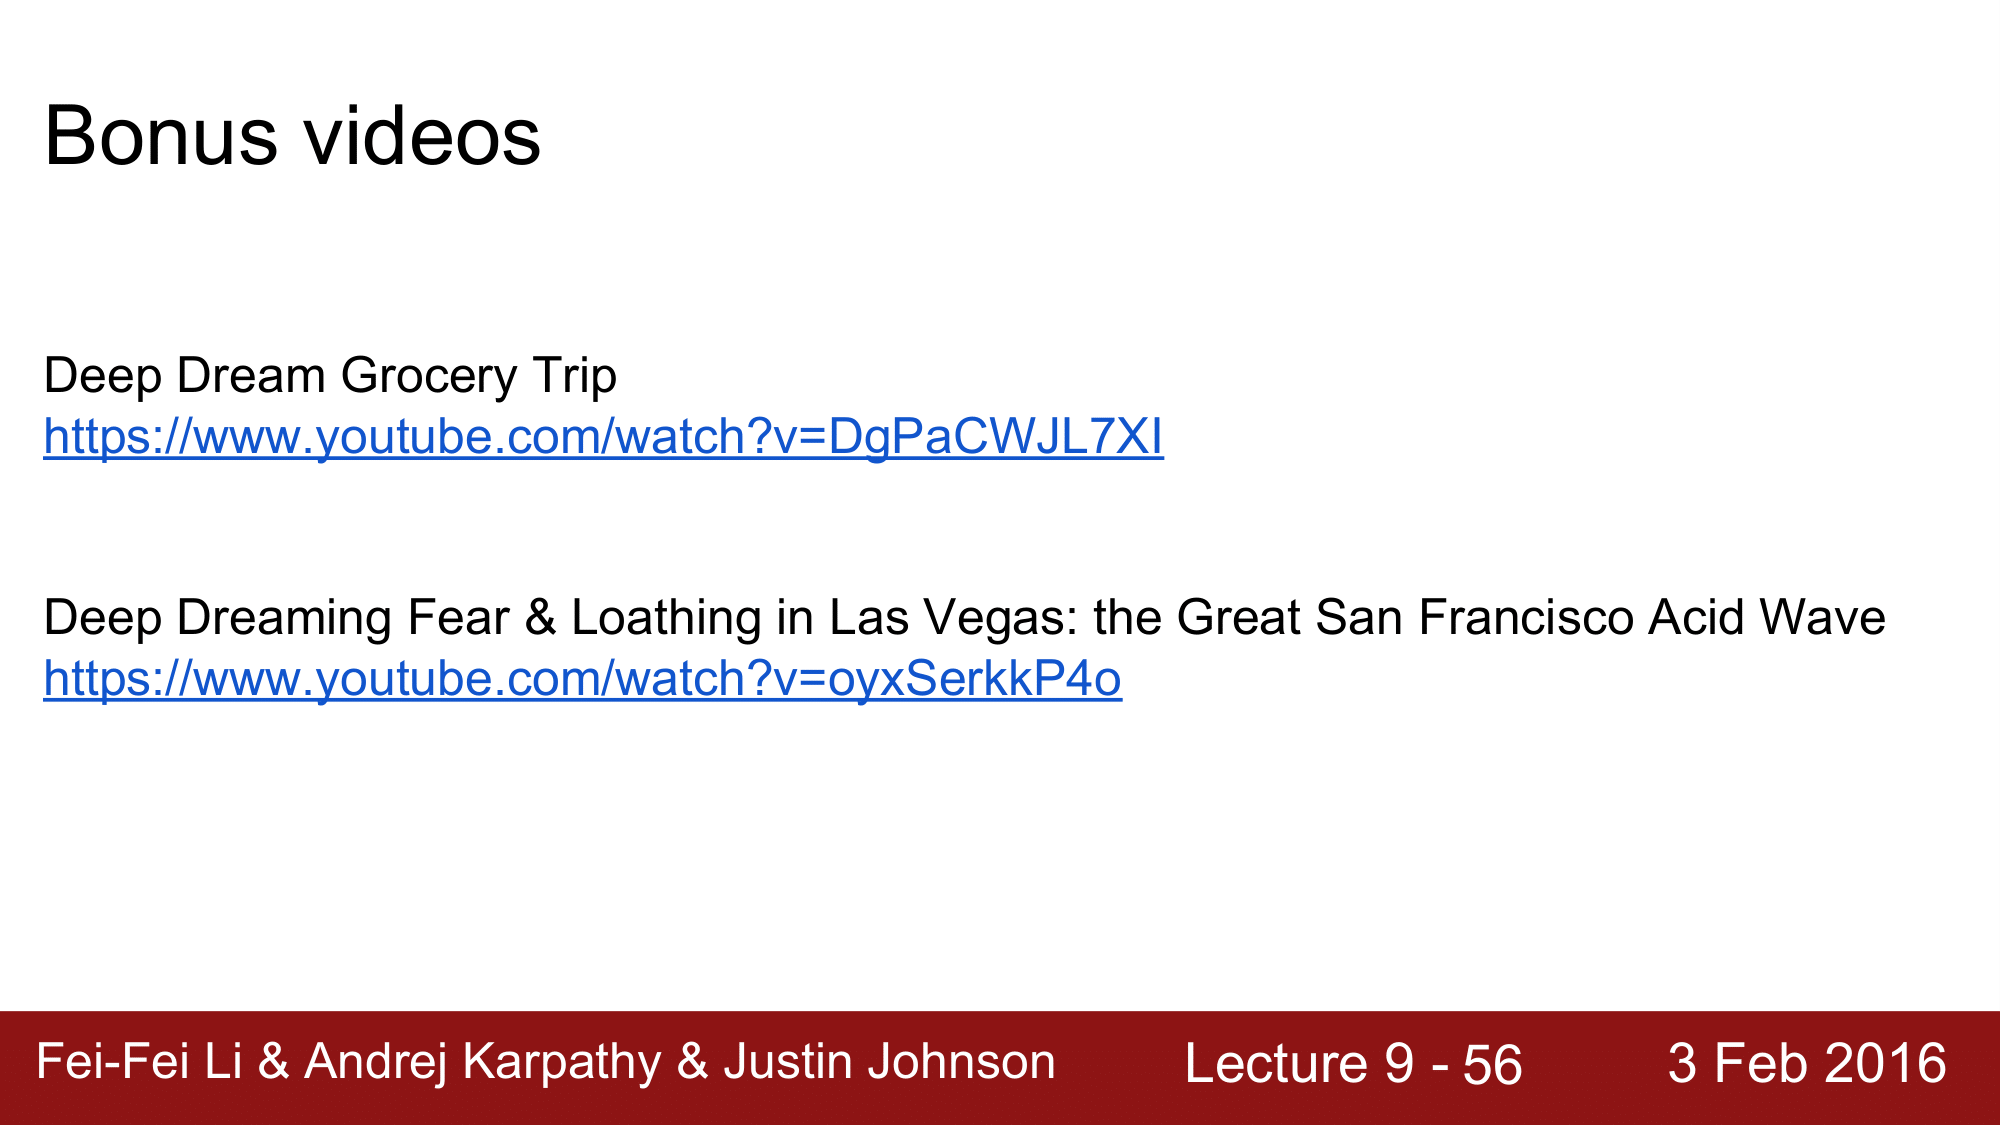 Bonus videos
Deep Dream Grocery Trip
https://www.youtube.com/watch?v=DgPaCWJL7XI
Deep Dreaming Fear & Loathing in Las Vegas: the Great San Francisco Acid Wave
https://www.youtube.com/watch?v=oyxSerkkP4o
Fei-Fei Li & Andrej Karpathy & Justin Johnson
Lecture 9 - 56
3 Feb 2016